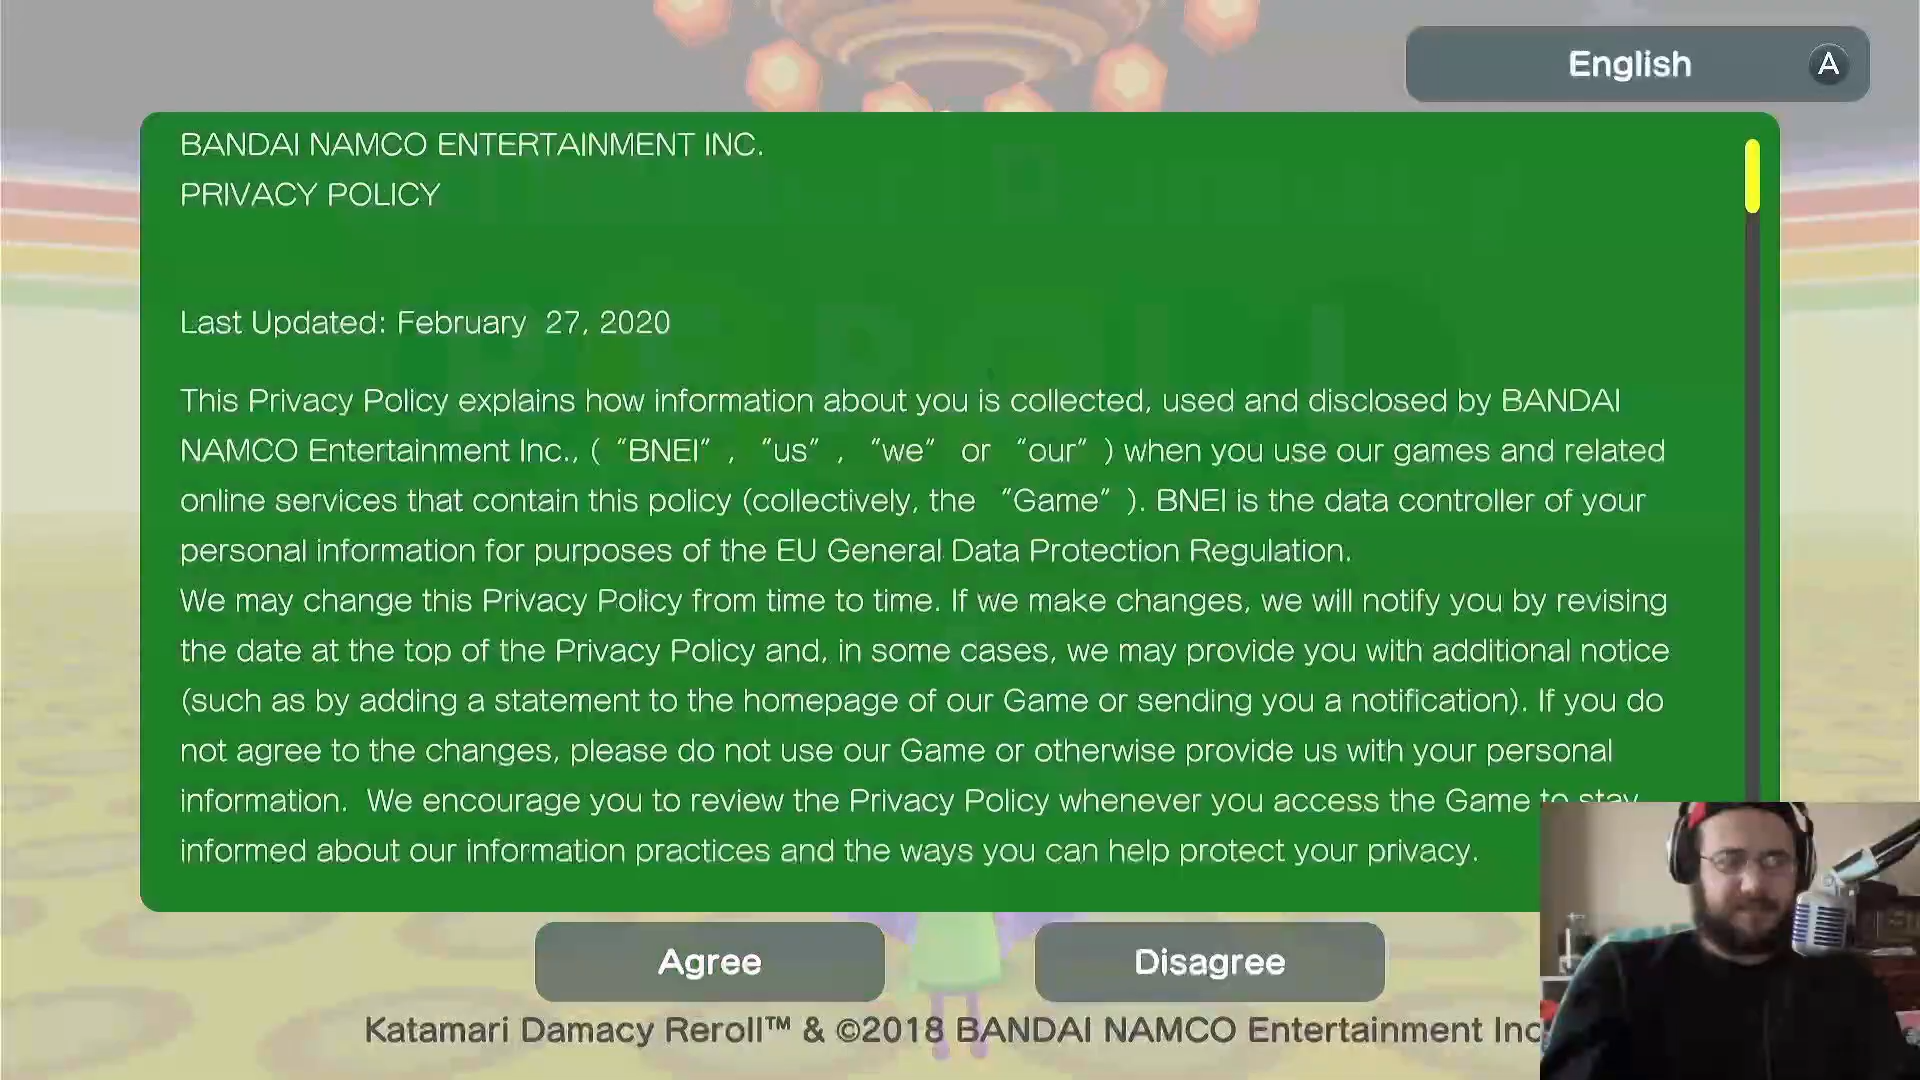 English A
BANDAI NAMCO ENTERTAINMENT INC.
PRIVACY POLICY
Last Updated: February 27, 2020
This Privacy Policy explains how information about you is collected, used and disclosed by BANDAI
NAMCO Entertainment Inc., ( “BNEI” , “us” , “we” or “our” ) when you use our games and related
online services that contain this policy (collectively, the “Game” ). BNEI is the data controller of your
personal information for purposes of the EU General Data Protection Regulation.
We may change this Privacy Policy from time to time. If we make changes, we will notify you by revising
the date at the top of the Privacy Policy and, in some cases, we may provide you with additional notice
(such as by adding a statement to the homepage of our Game or sending you a notification). If you do
not agree to the changes, please do not use our Game or otherwise provide us with your personal
information. We encourage you to review the Privacy Policy whenever you access the Game to stay
informed about our information practices and the ways you can help protect your privacy.
Agree
Disagree
Katamari Damacy Reroll™ & ©2018 BANDAI NAMCO Entertainment Inc